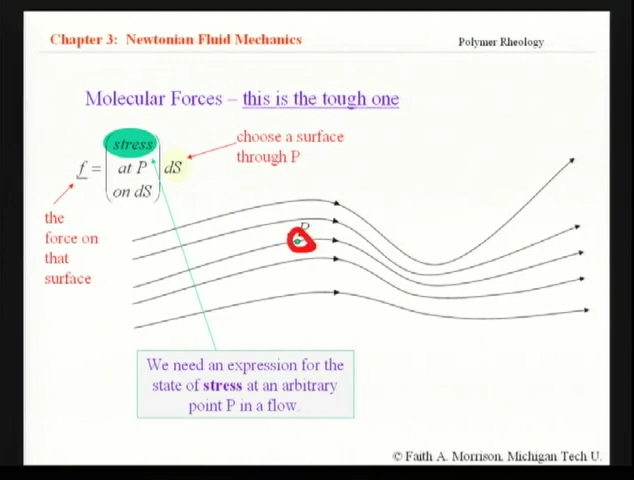 Chapter 3: Newtonian Fluid Mechanics
Polymer Rheology
Molecular Forces – this is the tough one
f = 
stress
at P
on dS
dS
choose a surface
through P
the
force on
that
surface
P
We need an expression for the
state of stress at an arbitrary
point P in a flow.
© Faith A. Morrison, Michigan Tech U.